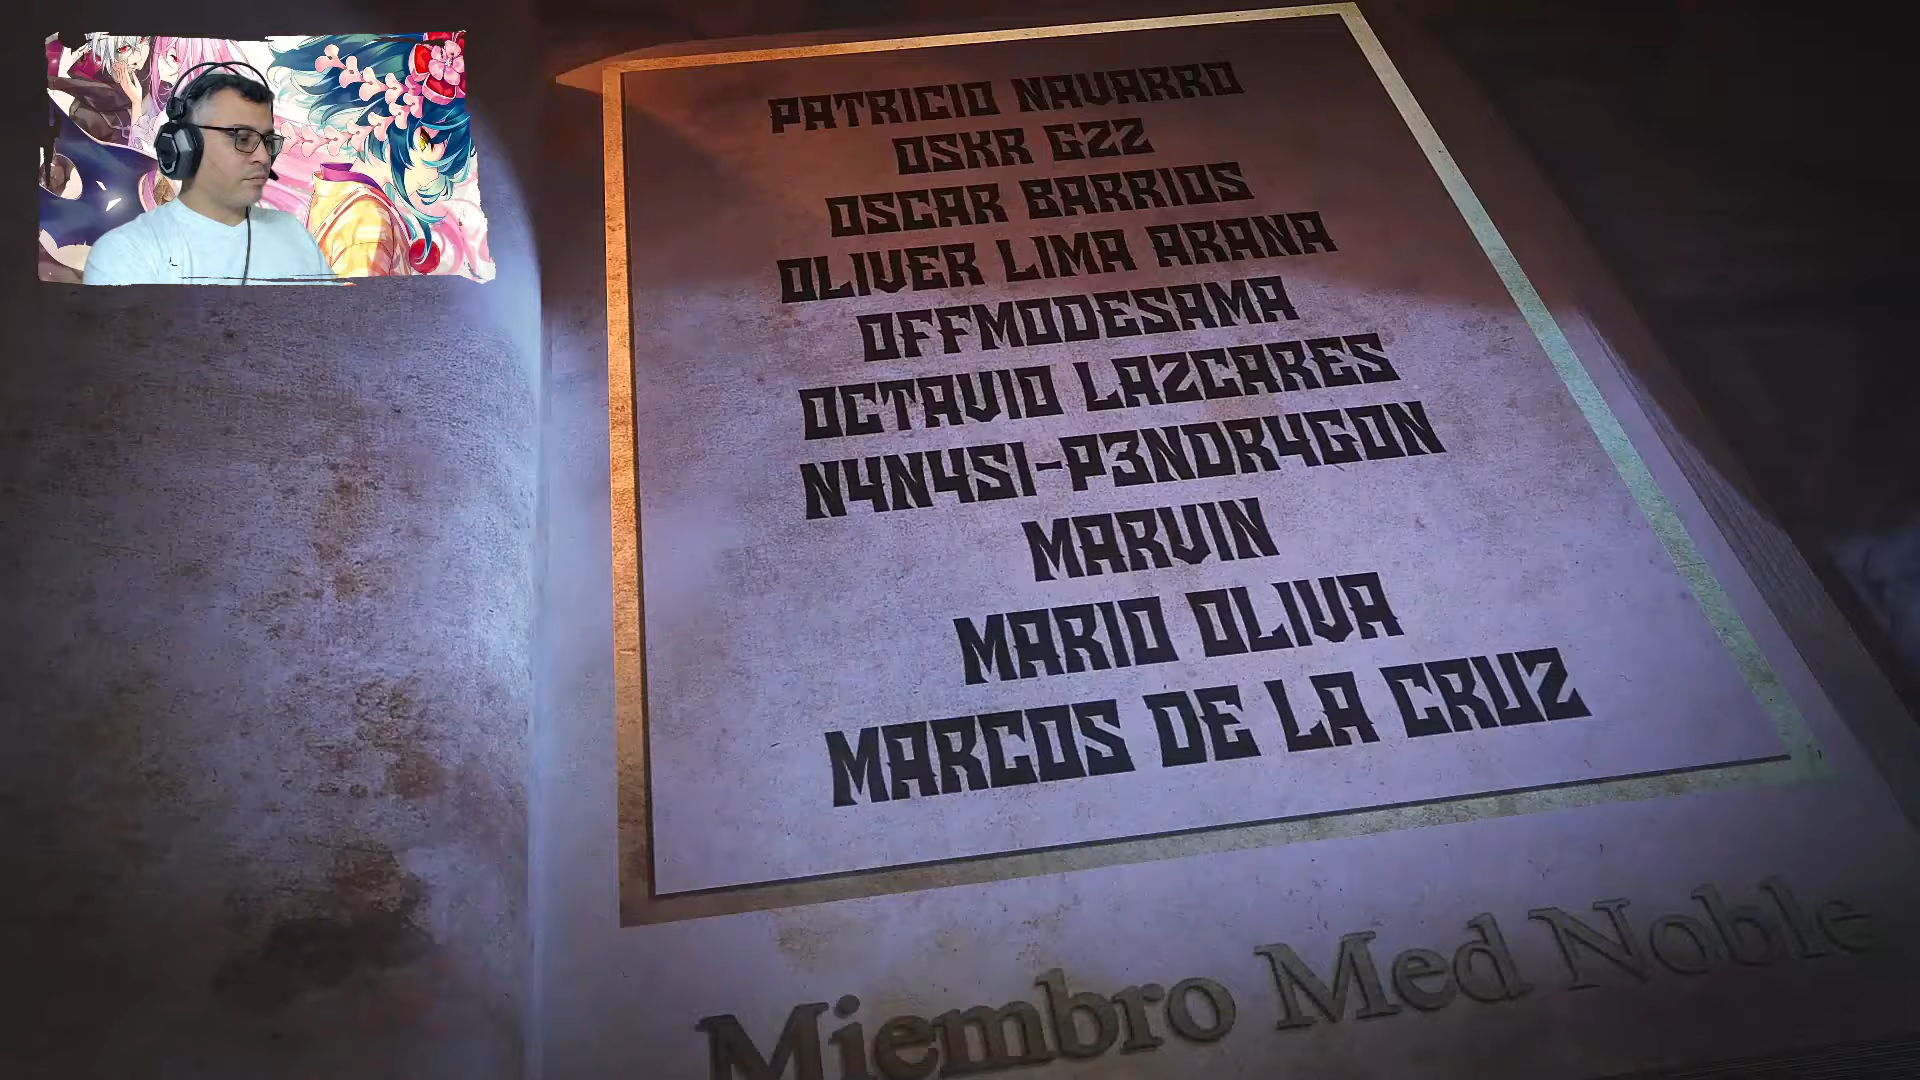 PATRICIO NAVARRO
OSKR GZZ
OSCAR BARRIOS
OLIVER LIMA ARANA
OFFMODESAMA
OCTAVIO LAZCARES
N4N4SI-P3NDR4GON
MARVIN
MARIO OLIVA
MARCOS DE LA CRUZ
Miembro Med Noble